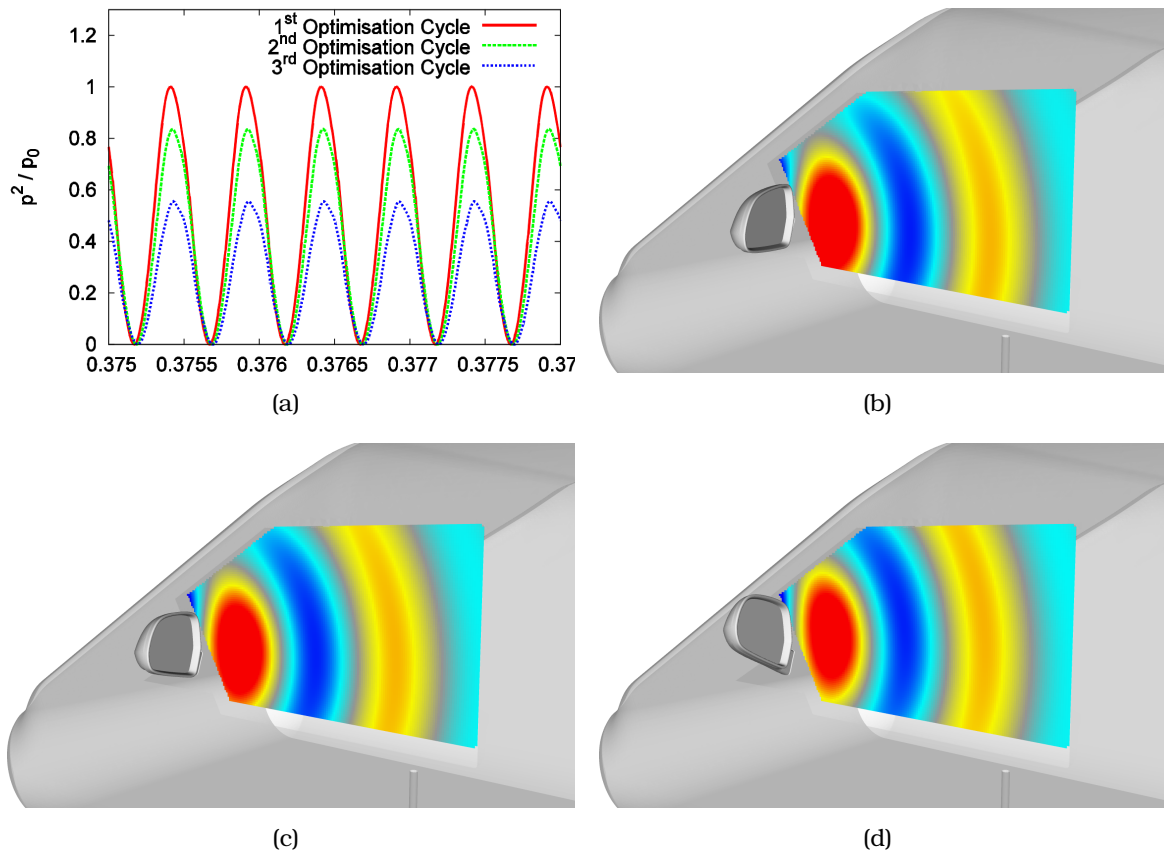 1.2
1st Optimisation Cycle
2nd Optimisation Cycle
3rd Optimisation Cycle
1
0.8
0.6
0.4
0.2
0
p2 / p0
0.375 0.3755 0.376 0.3765 0.377 0.3775 0.37
(a)
(b)
(c)
(d)